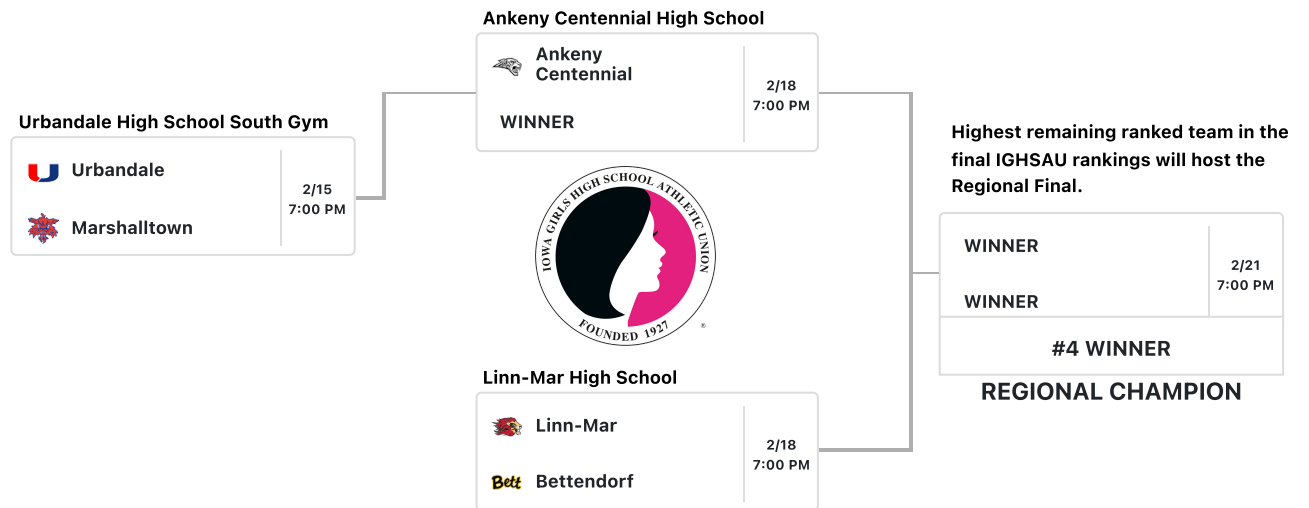 Ankeny Centennial High School
Ankeny
Centennial
WINNER
2/18
7:00 PM
Urbandale High School South Gym
Urbandale
Marshalltown
2/15
7:00 PM
IOWA GIRLS HIGH SCHOOL ATHLETIC UNION
FOUNDED 1927
®
Highest remaining ranked team in the
final IGHSAU rankings will host the
Regional Final.
WINNER
WINNER
2/21
7:00 PM
#4 WINNER
REGIONAL CHAMPION
Linn-Mar High School
Linn-Mar
Bett Bettendorf
2/18
7:00 PM